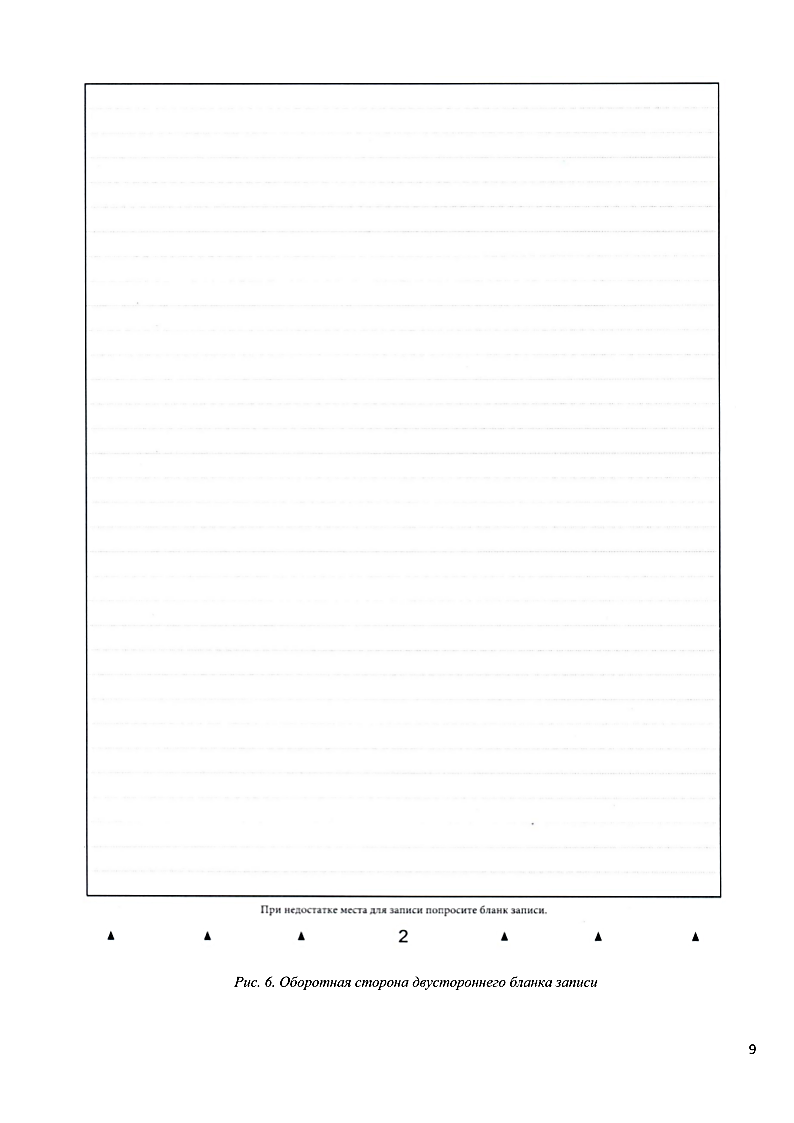 При недостатке места для записи попросите бланк записи.
▲ ▲ ▲ 2 ▲ ▲ ▲
Рис. 6. Оборотная сторона двустороннего бланка записи
9